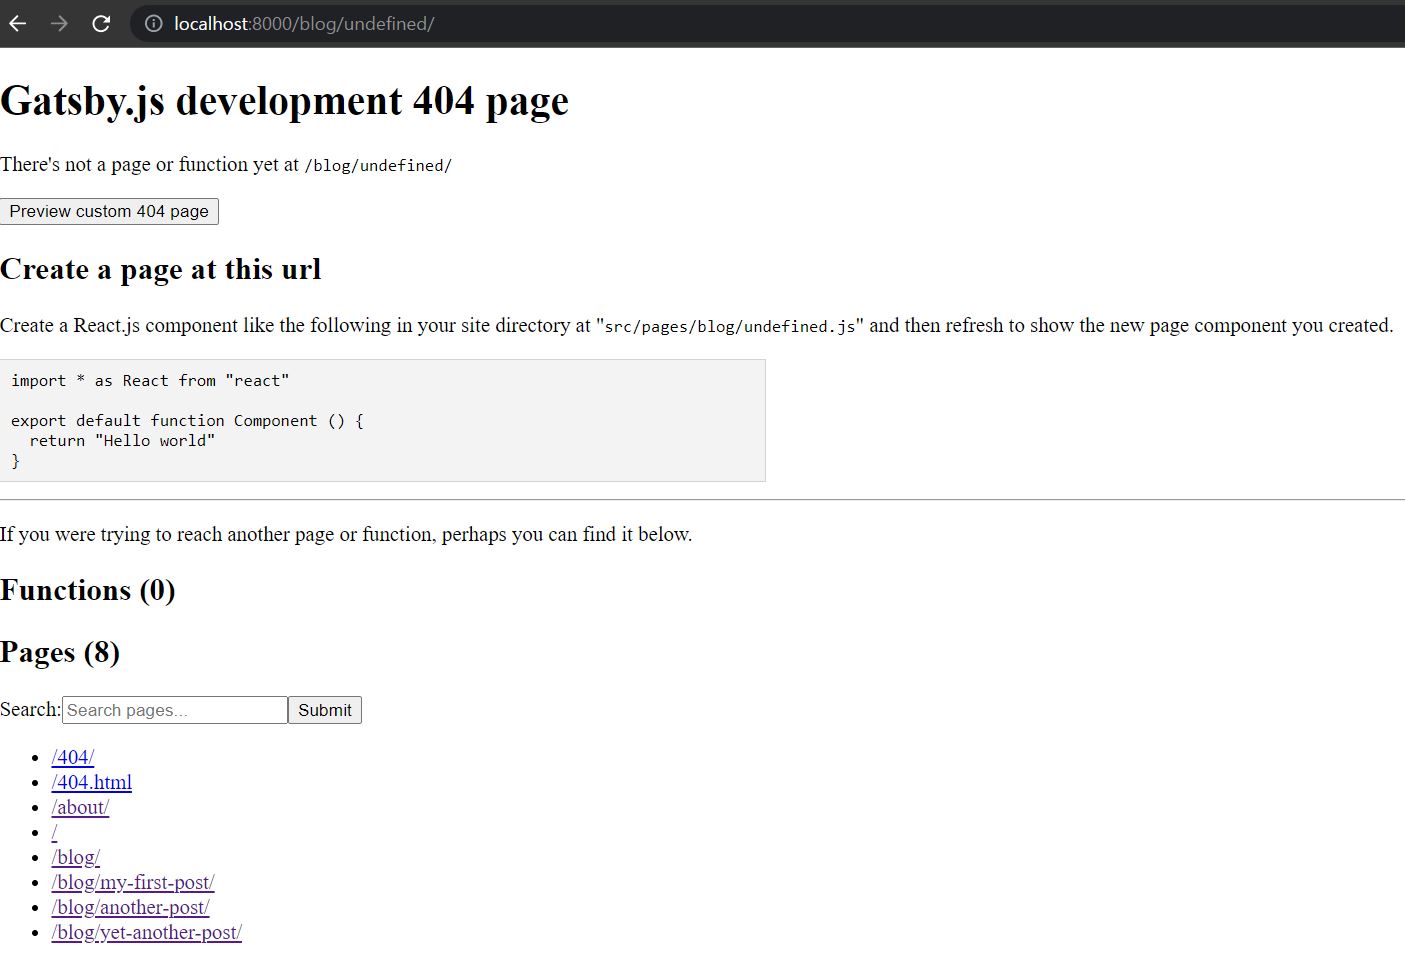 localhost:8000/blog/undefined/
Gatsby.js development 404 page
There's not a page or function yet at /blog/undefined/
Preview custom 404 page
Create a page at this url
Create a React.js component like the following in your site directory at "src/pages/blog/undefined.js" and then refresh to show the new page component you created.
import * as React from "react"
export default function Component () {
  return "Hello world"
}
If you were trying to reach another page or function, perhaps you can find it below.
Functions (0)
Pages (8)
Search: Search pages... Submit
/404/
/404.html
/about/
/
/blog/
/blog/my-first-post/
/blog/another-post/
/blog/yet-another-post/